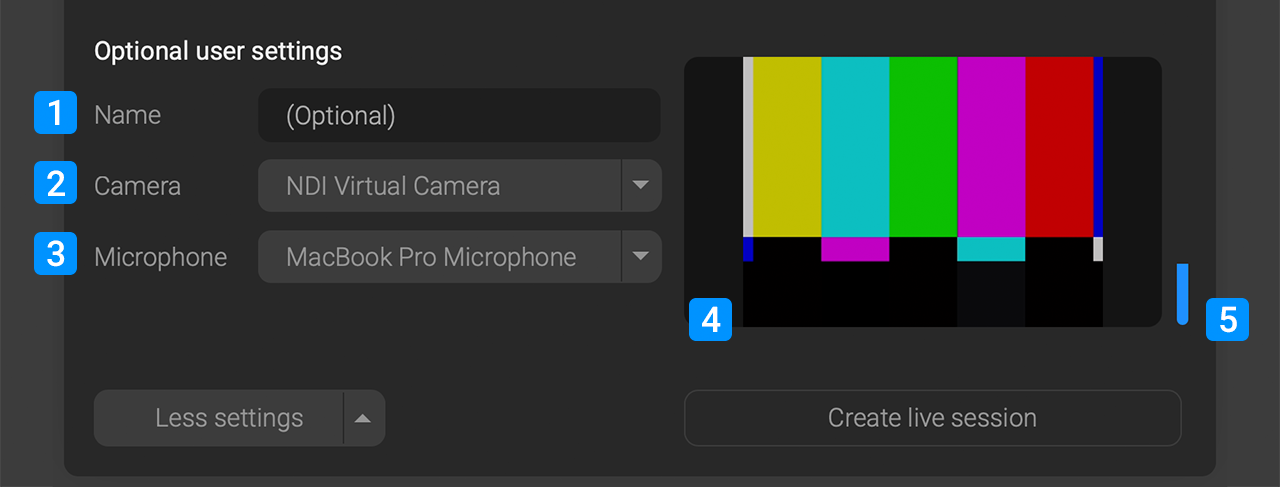 Optional user settings
1 Name (Optional)
2 Camera NDI Virtual Camera
3 Microphone MacBook Pro Microphone
4 5
Less settings Create live session